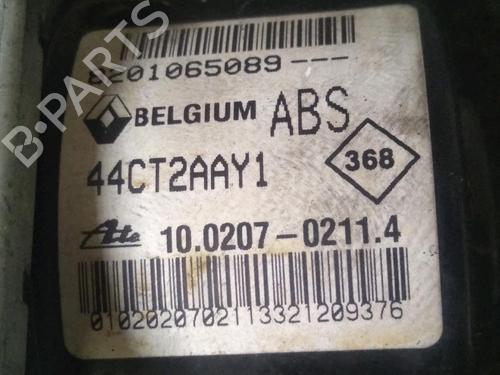 8201065089---
BELGIUM ABS
44CT2AAY1
368
Ate 10.0207-0211.4
0102020702113321209376
B-PARTS